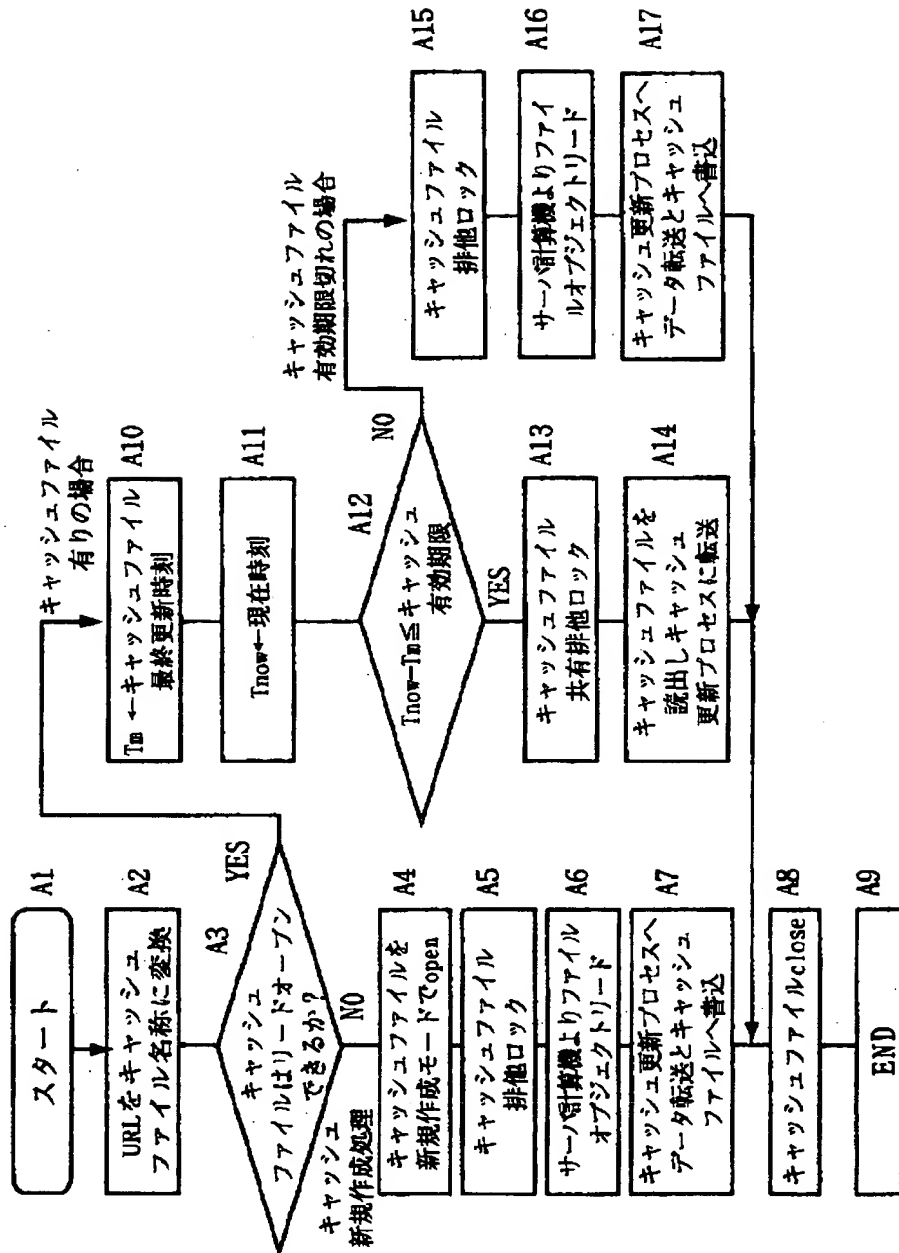 スタート
A1
URLをキャッシュ
ファイル名称に変換
A2
キャッシュ
ファイルはリードオープン
できるか?
A3
YES
NO
キャッシュ
新規作成処理
キャッシュファイルを
新規作成モードでopen
A4
キャッシュファイル
排他ロック
A5
サーバ計算機よりファイル
オブジェクトリード
A6
キャッシュ更新プロセスへ
データ転送とキャッシュ
ファイルへ書込
A7
キャッシュファイルclose
A8
END
A9
キャッシュファイル
有りの場合
Tm ←キャッシュファイル
最終更新時刻
A10
Tnow←現在時刻
A11
Tnow-Tm≦キャッシュ
有効期限
A12
NO
YES
キャッシュファイル
共有排他ロック
A13
キャッシュファイルを
読出しキャッシュ
更新プロセスに転送
A14
キャッシュファイル
有効期限切れの場合
キャッシュファイル
排他ロック
A15
サーバ計算機よりファイ
ルオブジェクトリード
A16
キャッシュ更新プロセスへ
データ転送とキャッシュ
ファイルへ書込
A17